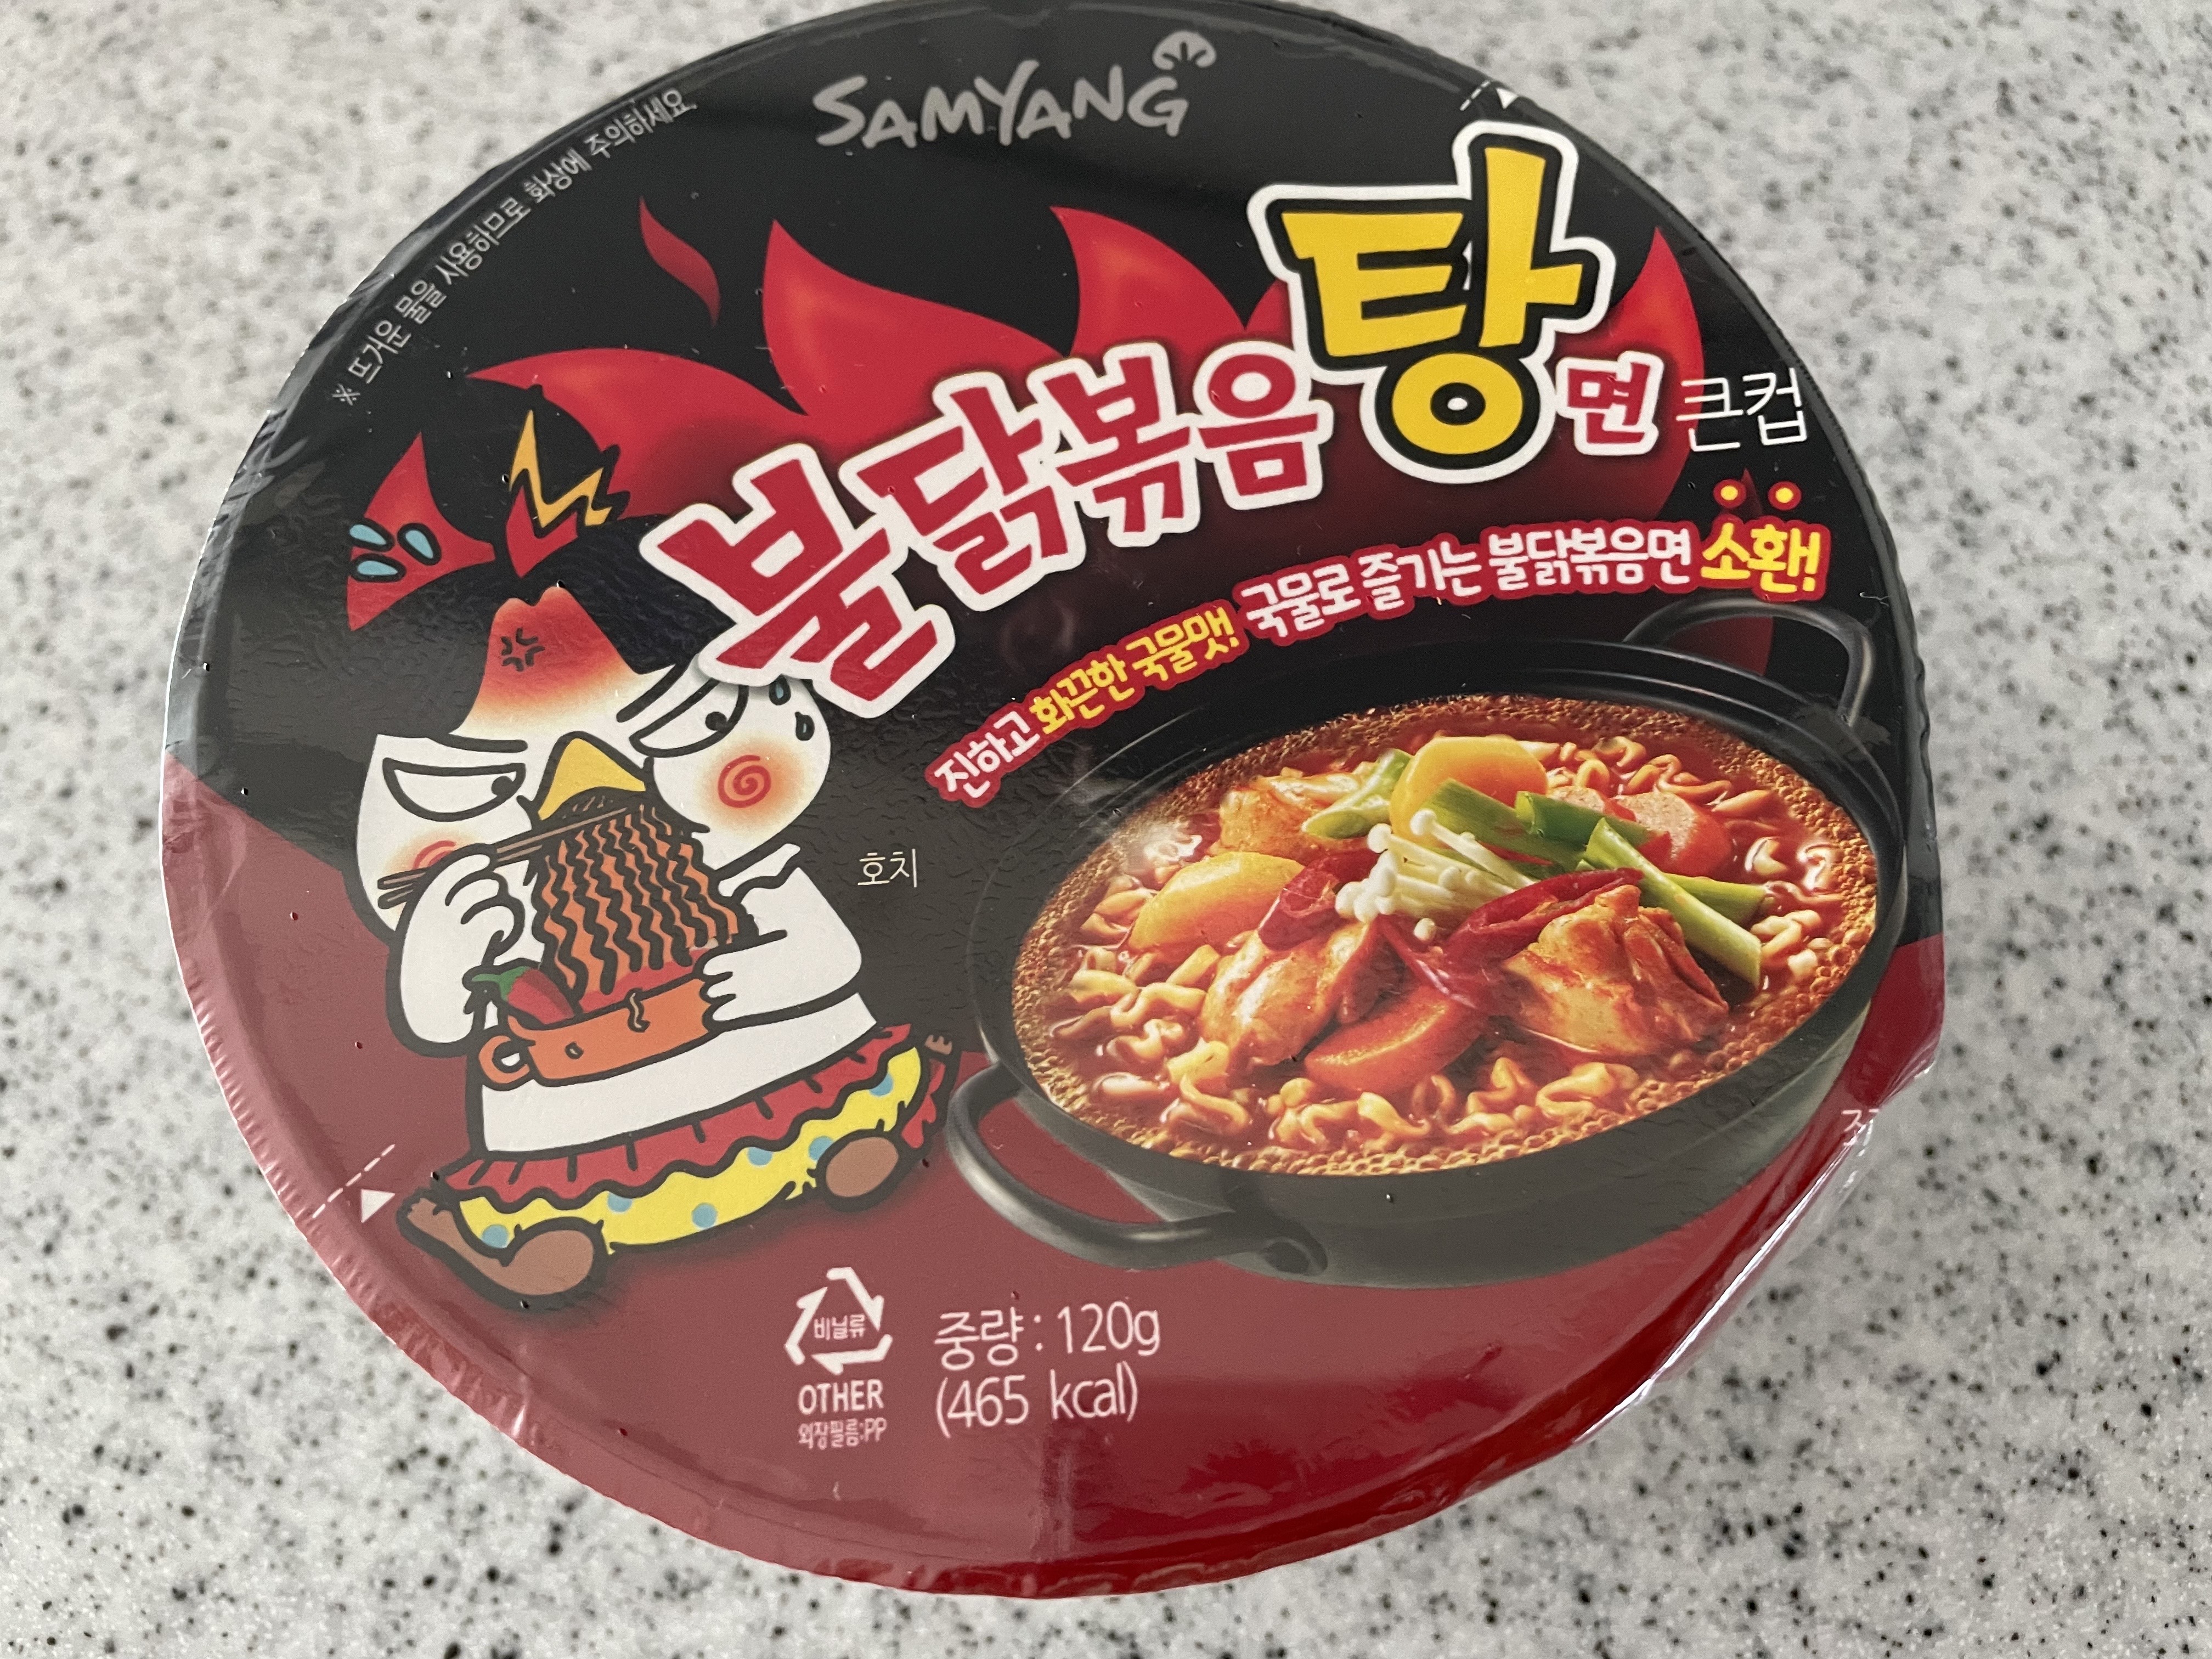 SAMYANG
※ 뜨거운 물을 사용하므로 화상에 주의하세요.
불닭볶음탕면 큰컵
진하고 화끈한 국물맛! 국물로 즐기는 불닭볶음면 소환!
호치
비닐류
OTHER
외장필름:PP
중량 : 120g
(465 kcal)